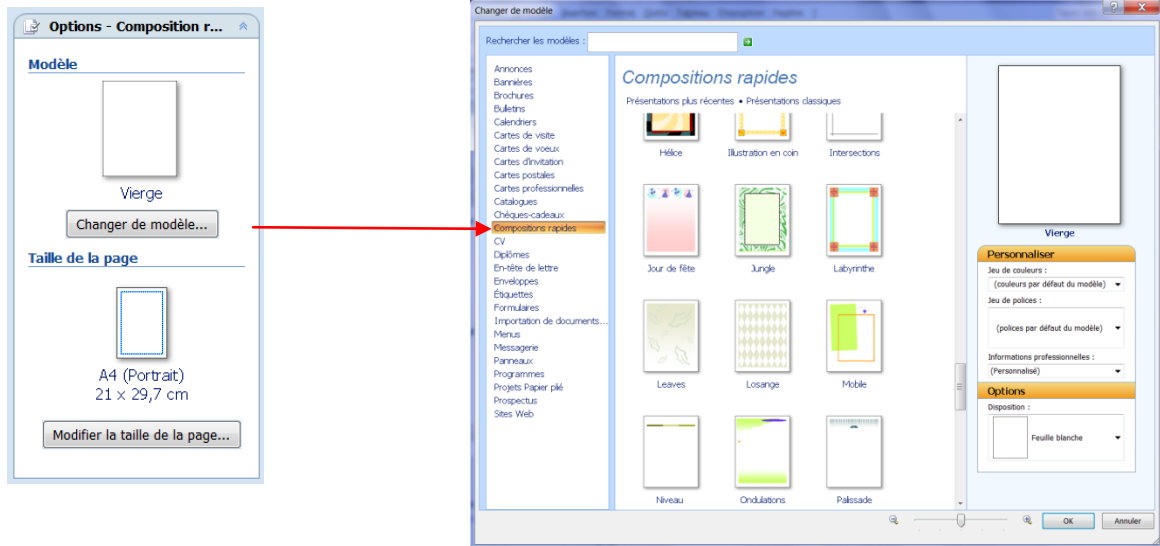 Options - Composition r...
Modèle
Vierge
Changer de modèle...
Taille de la page
A4 (Portrait)
21 x 29,7 cm
Modifier la taille de la page...
Changer de modèle
Rechercher les modèles :
Annonces
Bannières
Brochures
Bulletins
Calendriers
Cartes de visite
Cartes de voeux
Cartes d'invitation
Cartes postales
Cartes professionnelles
Catalogues
Chèques-cadeaux
Compositions rapides
CV
Diplômes
En-tête de lettre
Enveloppes
Étiquettes
Formulaires
Importation de documents...
Menus
Messagerie
Panneaux
Programmes
Projets Papier plié
Prospectus
Sites Web
Compositions rapides
Présentations plus récentes • Présentations classiques
Hélice Illustration en coin Intersections
Jour de fête Jungle Labyrinthe
Leaves Losange Mobile
Niveau Ondulations Palissade
Vierge
Personnaliser
Jeu de couleurs :
(couleurs par défaut du modèle)
Jeu de polices :
(polices par défaut du modèle)
Informations professionnelles :
(Personnalisé)
Options
Disposition :
Feuille blanche
OK Annuler